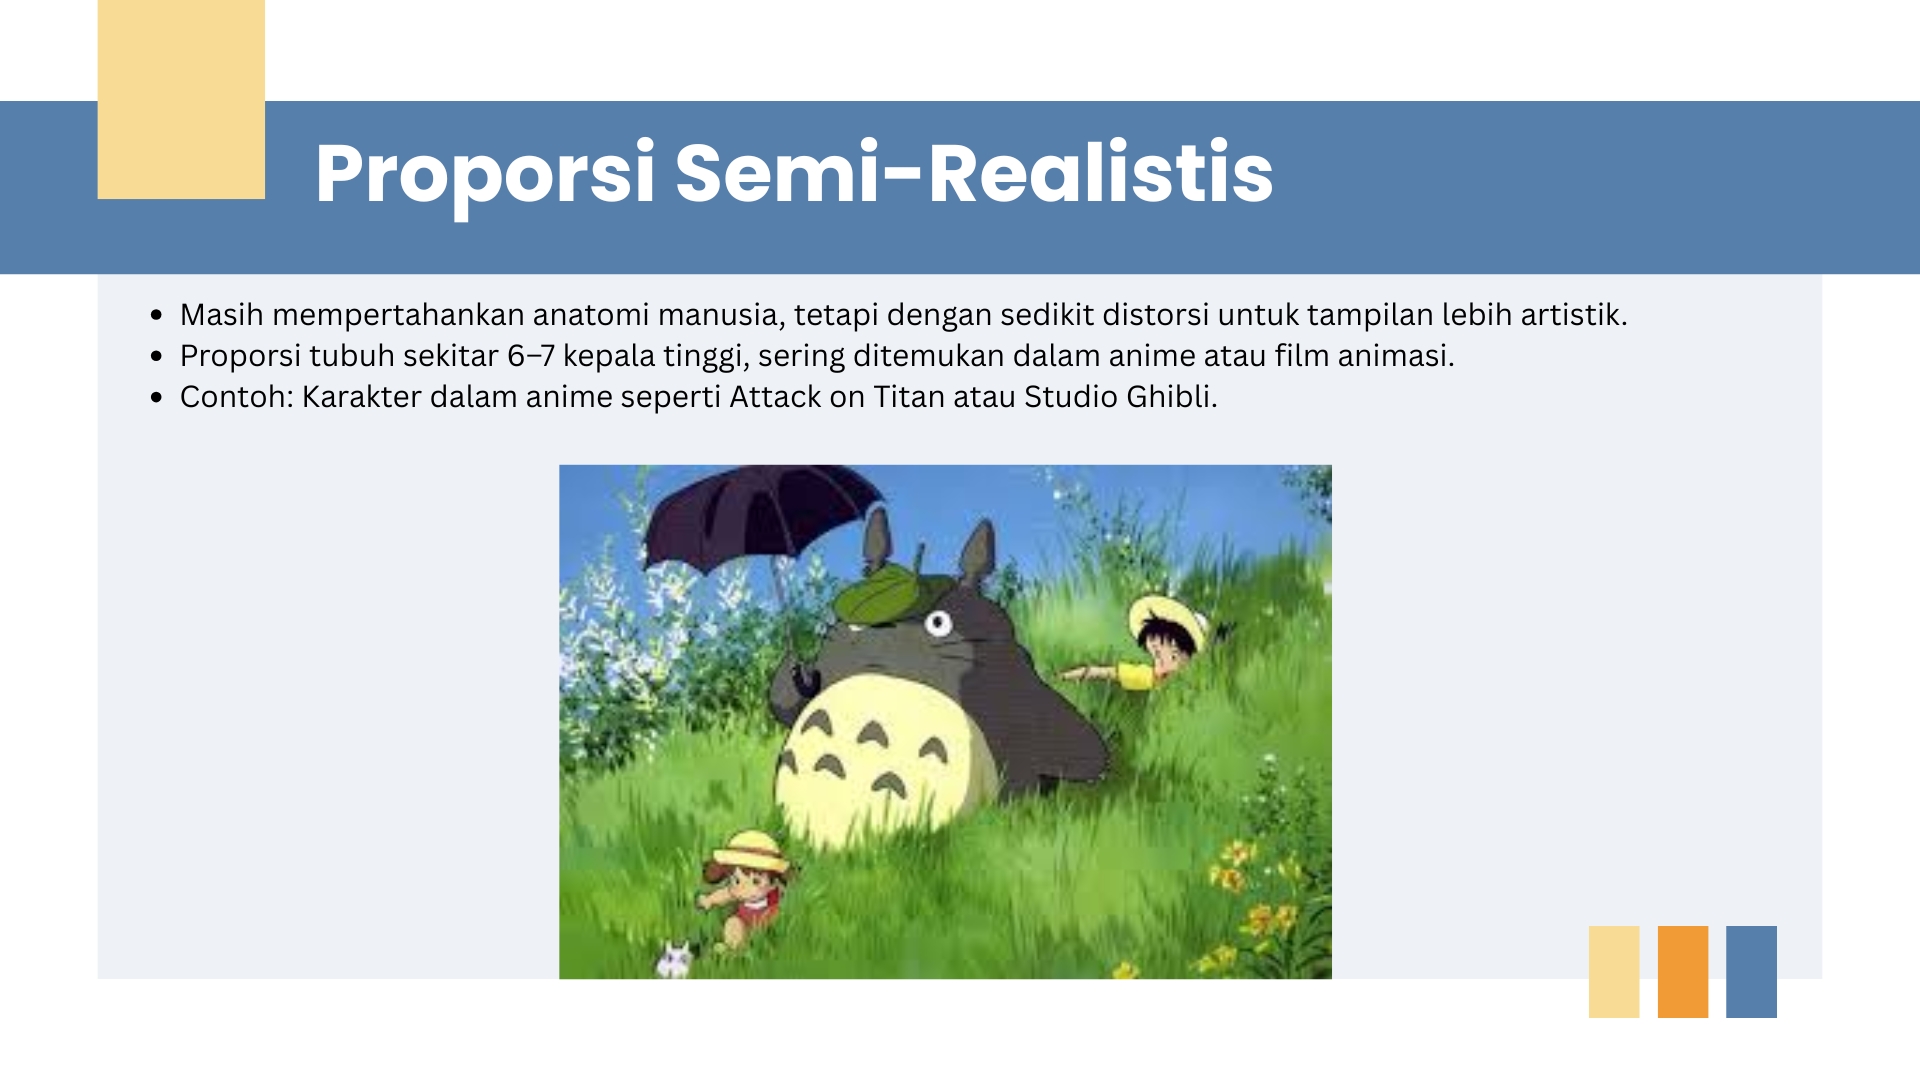 Proporsi Semi-Realistis
• Masih mempertahankan anatomi manusia, tetapi dengan sedikit distorsi untuk tampilan lebih artistik.
• Proporsi tubuh sekitar 6–7 kepala tinggi, sering ditemukan dalam anime atau film animasi.
• Contoh: Karakter dalam anime seperti Attack on Titan atau Studio Ghibli.